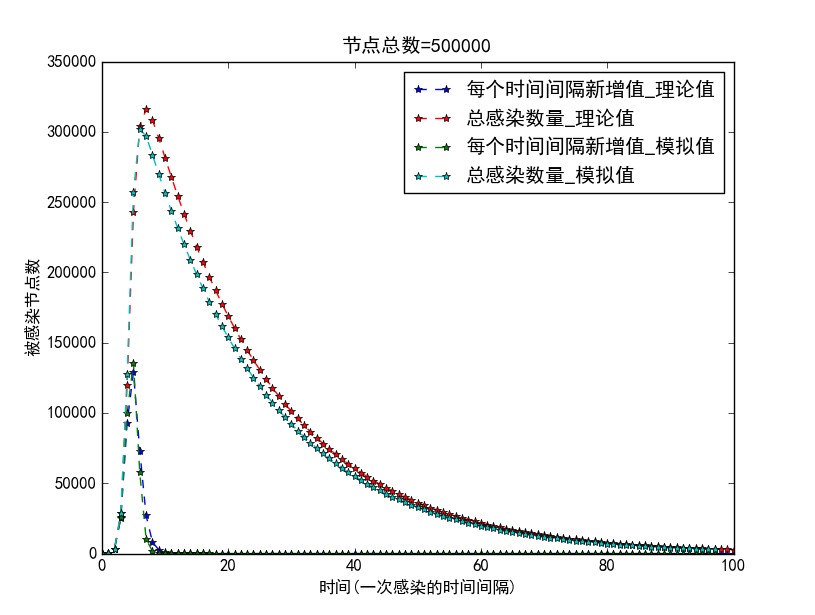 节点总数=500000
350000
300000
250000
200000
150000
100000
50000
0
被感染节点数
每个时间间隔新增值_理论值
总感染数量_理论值
每个时间间隔新增值_模拟值
总感染数量_模拟值
0 20 40 60 80 100
时间(一次感染的时间间隔)